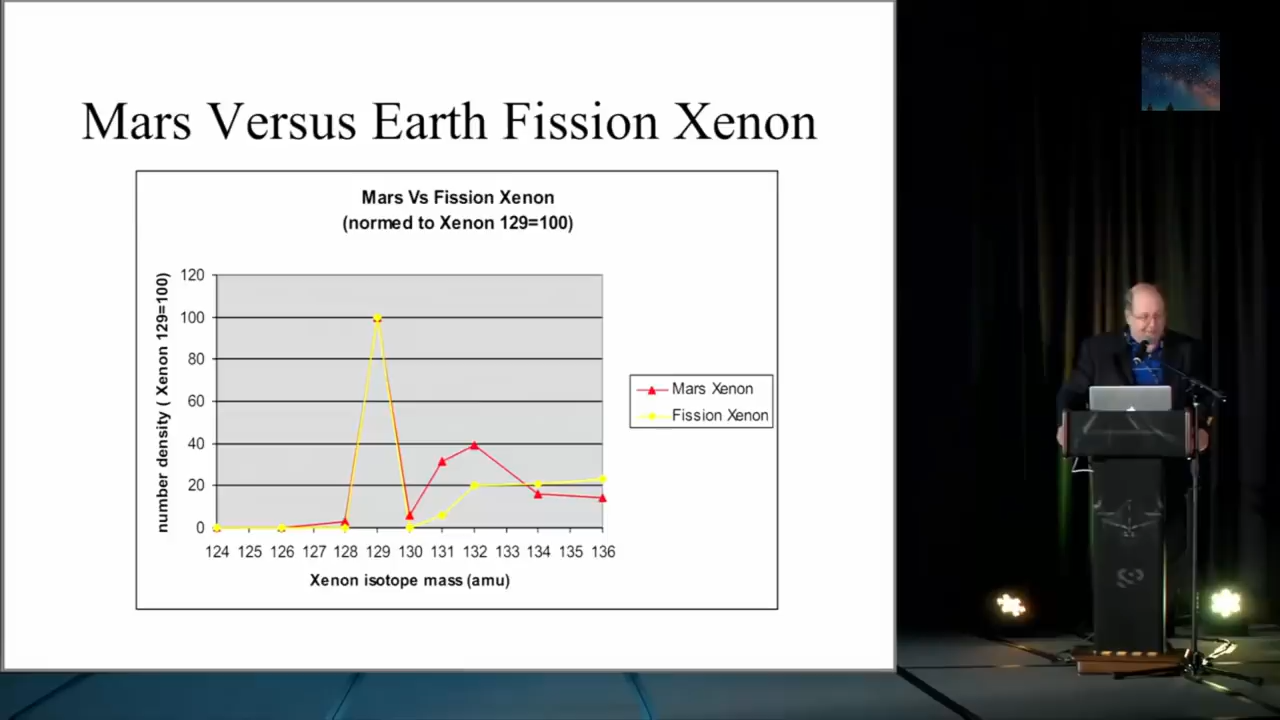 Mars Versus Earth Fission Xenon
Mars Vs Fission Xenon
(normed to Xenon 129=100)
number density ( Xenon 129=100)
120
100
80
60
40
20
0
124 125 126 127 128 129 130 131 132 133 134 135 136
Xenon isotope mass (amu)
Mars Xenon
Fission Xenon